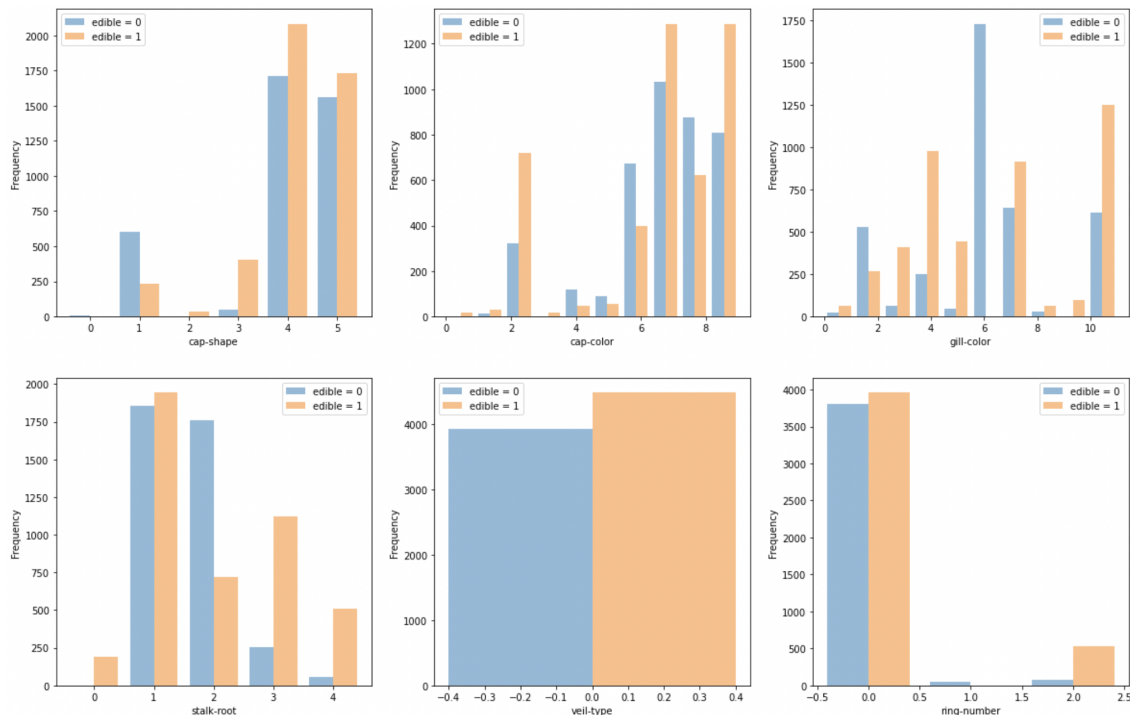 edible = 0
edible = 1
2000
1750
1500
1250
1000
750
500
250
0
Frequency
0 1 2 3 4 5
cap-shape
edible = 0
edible = 1
1200
1000
800
600
400
200
0
Frequency
0 2 4 6 8
cap-color
edible = 0
edible = 1
1750
1500
1250
1000
750
500
250
0
Frequency
0 2 4 6 8 10
gill-color
edible = 0
edible = 1
2000
1750
1500
1250
1000
750
500
250
0
Frequency
0 1 2 3 4
stalk-root
edible = 0
edible = 1
4000
3000
2000
1000
0
Frequency
−0.4 −0.3 −0.2 −0.1 0.0 0.1 0.2 0.3 0.4
veil-type
edible = 0
edible = 1
4000
3500
3000
2500
2000
1500
1000
500
0
Frequency
−0.5 0.0 0.5 1.0 1.5 2.0 2.5
ring-number